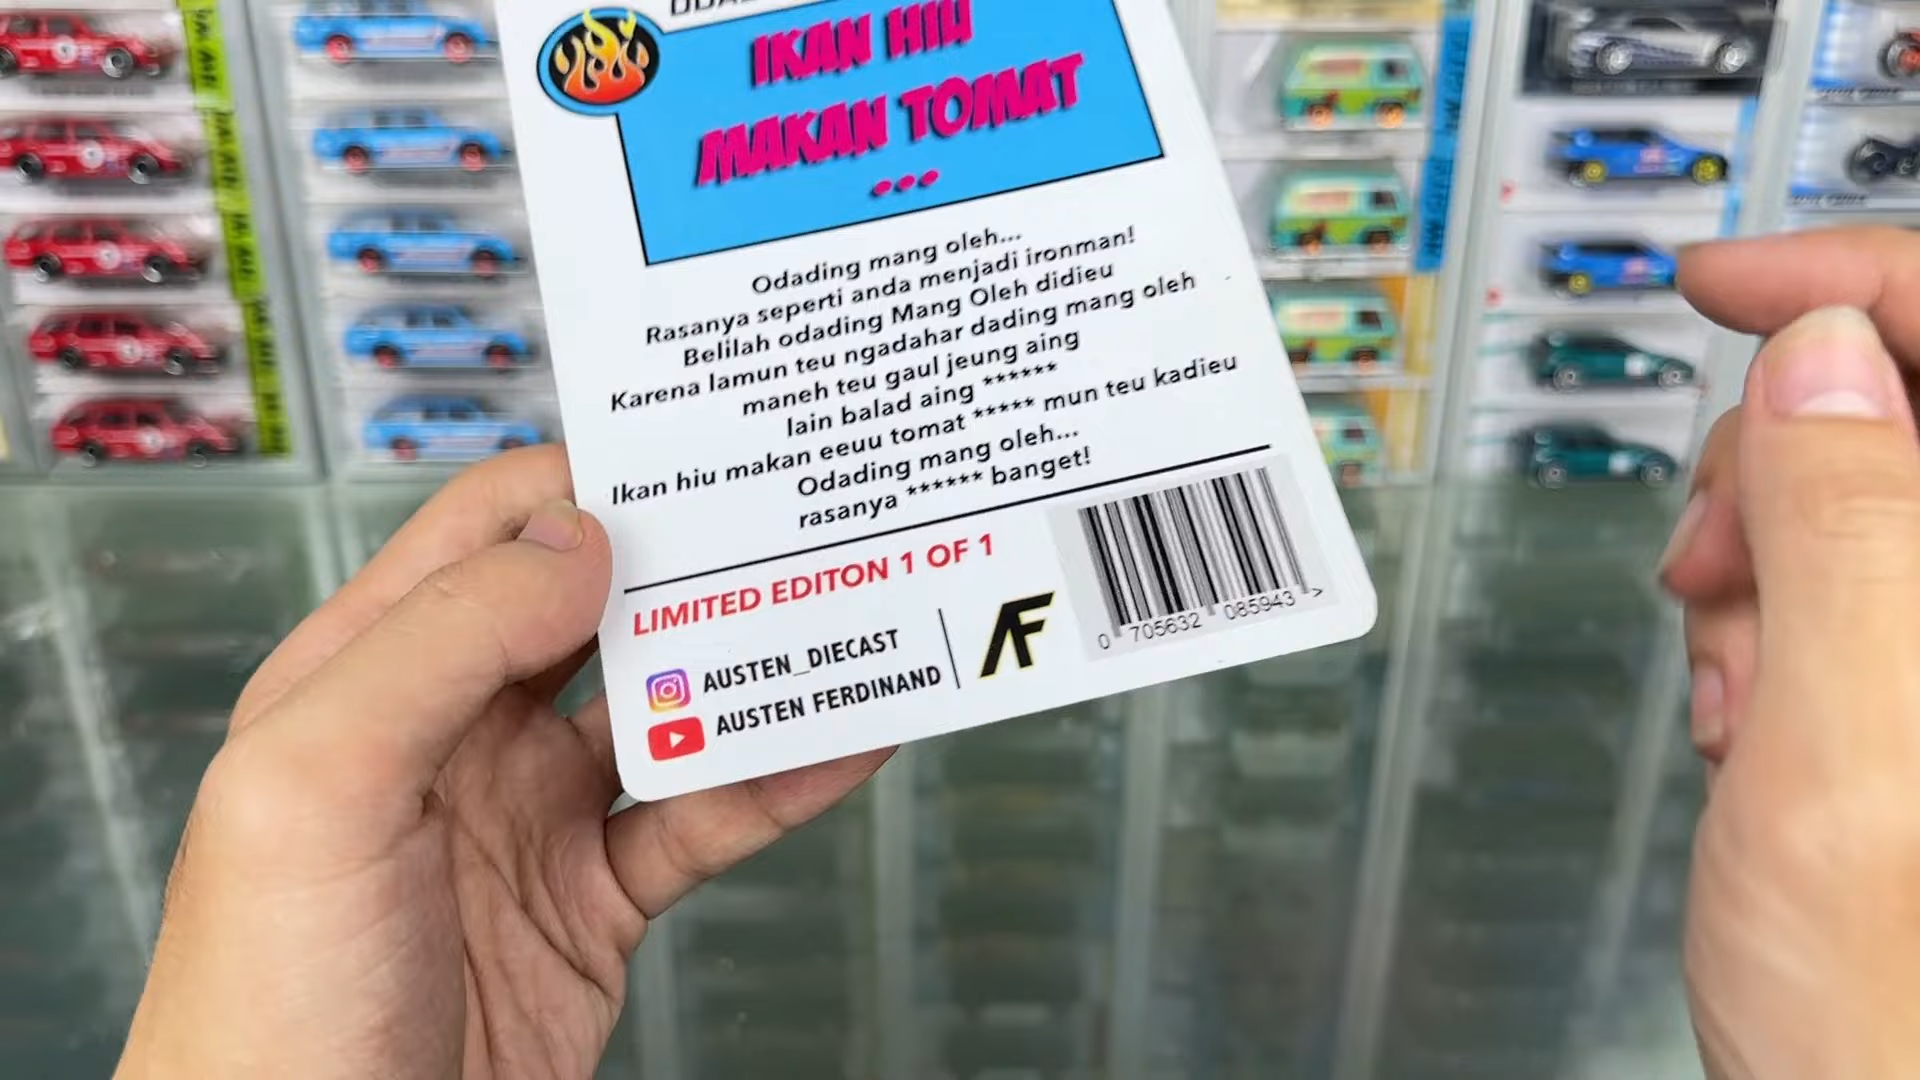 IKAN HIU
MAKAN TOMAT
...
Odading mang oleh...
Rasanya seperti anda menjadi ironman!
Belilah odading Mang Oleh didieu
Karena lamun teu ngadahar dading mang oleh
maneh teu gaul jeung aing
lain balad aing ******
Ikan hiu makan eeuu tomat ***** mun teu kadieu
Odading mang oleh...
rasanya ****** banget!
LIMITED EDITON 1 OF 1
AUSTEN_DIECAST
AUSTEN FERDINAND
AF
0 705632 085943 >